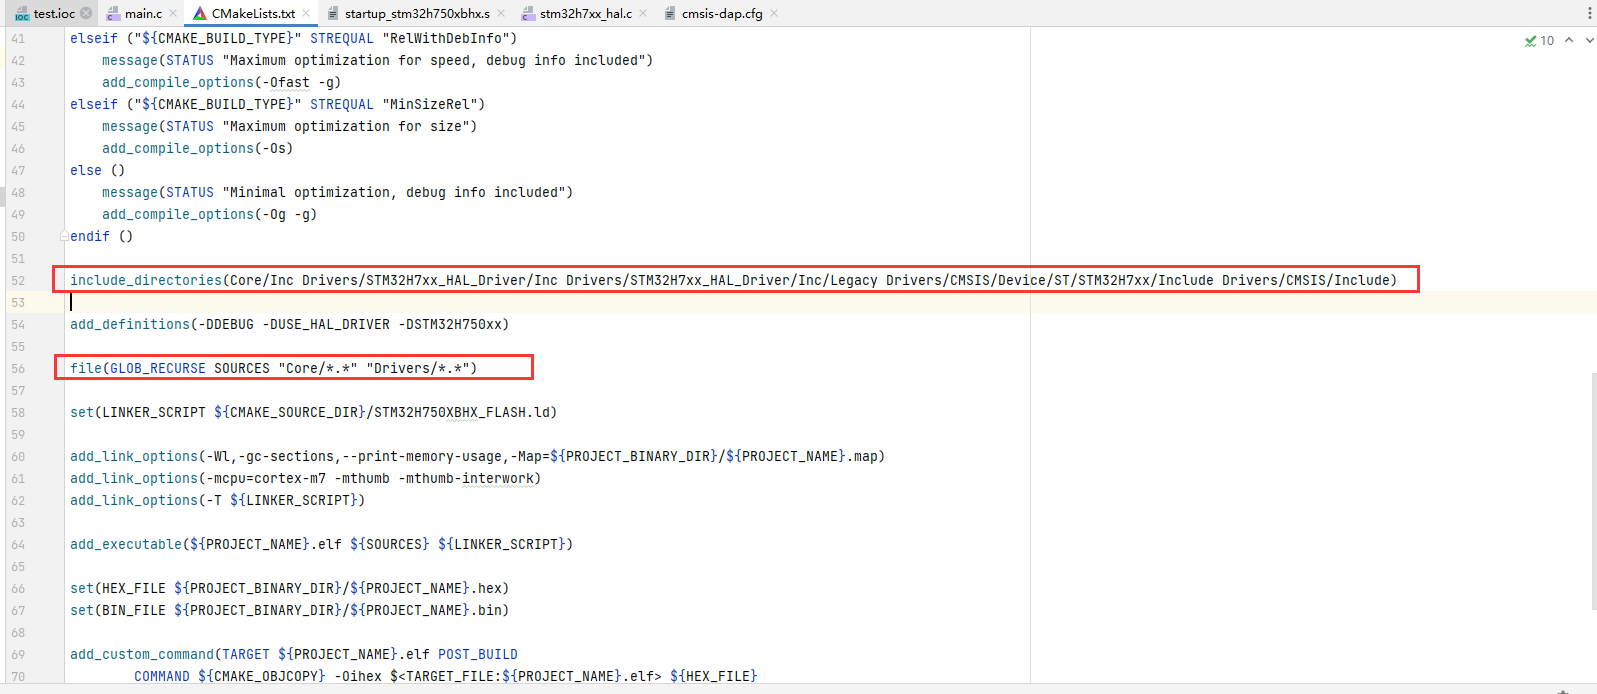 test.ioc main.c CMakeLists.txt startup_stm32h750xbhx.s stm32h7xx_hal.c cmsis-dap.cfg
10
41 elseif ("${CMAKE_BUILD_TYPE}" STREQUAL "RelWithDebInfo")
42     message(STATUS "Maximum optimization for speed, debug info included")
43     add_compile_options(-Ofast -g)
44 elseif ("${CMAKE_BUILD_TYPE}" STREQUAL "MinSizeRel")
45     message(STATUS "Maximum optimization for size")
46     add_compile_options(-Os)
47 else ()
48     message(STATUS "Minimal optimization, debug info included")
49     add_compile_options(-Og -g)
50 endif ()
51
52 include_directories(Core/Inc Drivers/STM32H7xx_HAL_Driver/Inc Drivers/STM32H7xx_HAL_Driver/Inc/Legacy Drivers/CMSIS/Device/ST/STM32H7xx/Include Drivers/CMSIS/Include)
53
54 add_definitions(-DDEBUG -DUSE_HAL_DRIVER -DSTM32H750xx)
55
56 file(GLOB_RECURSE SOURCES "Core/*.*" "Drivers/*.*")
57
58 set(LINKER_SCRIPT ${CMAKE_SOURCE_DIR}/STM32H750XBHX_FLASH.ld)
59
60 add_link_options(-Wl,-gc-sections,--print-memory-usage,-Map=${PROJECT_BINARY_DIR}/${PROJECT_NAME}.map)
61 add_link_options(-mcpu=cortex-m7 -mthumb -mthumb-interwork)
62 add_link_options(-T ${LINKER_SCRIPT})
63
64 add_executable(${PROJECT_NAME}.elf ${SOURCES} ${LINKER_SCRIPT})
65
66 set(HEX_FILE ${PROJECT_BINARY_DIR}/${PROJECT_NAME}.hex)
67 set(BIN_FILE ${PROJECT_BINARY_DIR}/${PROJECT_NAME}.bin)
68
69 add_custom_command(TARGET ${PROJECT_NAME}.elf POST_BUILD
70         COMMAND ${CMAKE_OBJCOPY} -Oihex $<TARGET_FILE:${PROJECT_NAME}.elf> ${HEX_FILE}